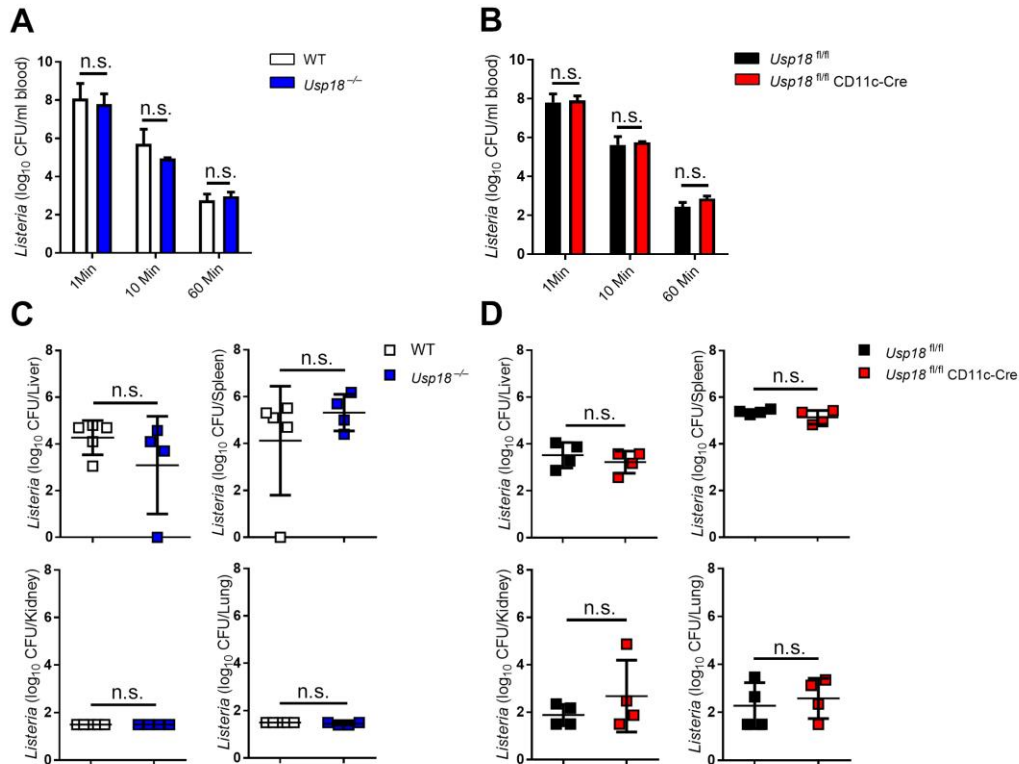 A
WT
Usp18⁻/⁻
Listeria (log₁₀ CFU/ml blood)
10
8
6
4
2
0
n.s.
n.s.
n.s.
1Min
10 Min
60 Min
B
Usp18 fl/fl
Usp18 fl/fl CD11c-Cre
Listeria (log₁₀ CFU/ml blood)
10
8
6
4
2
0
n.s.
n.s.
n.s.
1Min
10 Min
60 Min
C
WT
Usp18⁻/⁻
Listeria (log₁₀ CFU/Liver)
8
6
4
2
0
n.s.
Listeria (log₁₀ CFU/Spleen)
8
6
4
2
0
n.s.
Listeria (log₁₀ CFU/Kidney)
8
6
4
2
0
n.s.
Listeria (log₁₀ CFU/Lung)
8
6
4
2
0
n.s.
D
Usp18 fl/fl
Usp18 fl/fl CD11c-Cre
Listeria (log₁₀ CFU/Liver)
8
6
4
2
0
n.s.
Listeria (log₁₀ CFU/Spleen)
8
6
4
2
0
n.s.
Listeria (log₁₀ CFU/Kidney)
8
6
4
2
0
n.s.
Listeria (log₁₀ CFU/Lung)
8
6
4
2
0
n.s.